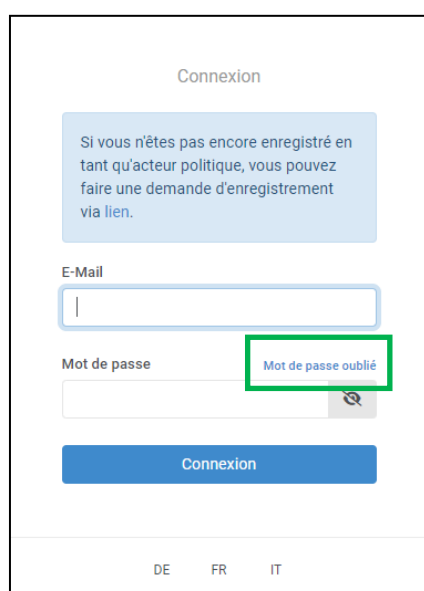 Connexion
Si vous n'êtes pas encore enregistré en
tant qu'acteur politique, vous pouvez
faire une demande d'enregistrement
via lien.
E-Mail
Mot de passe Mot de passe oublié
Connexion
DE FR IT